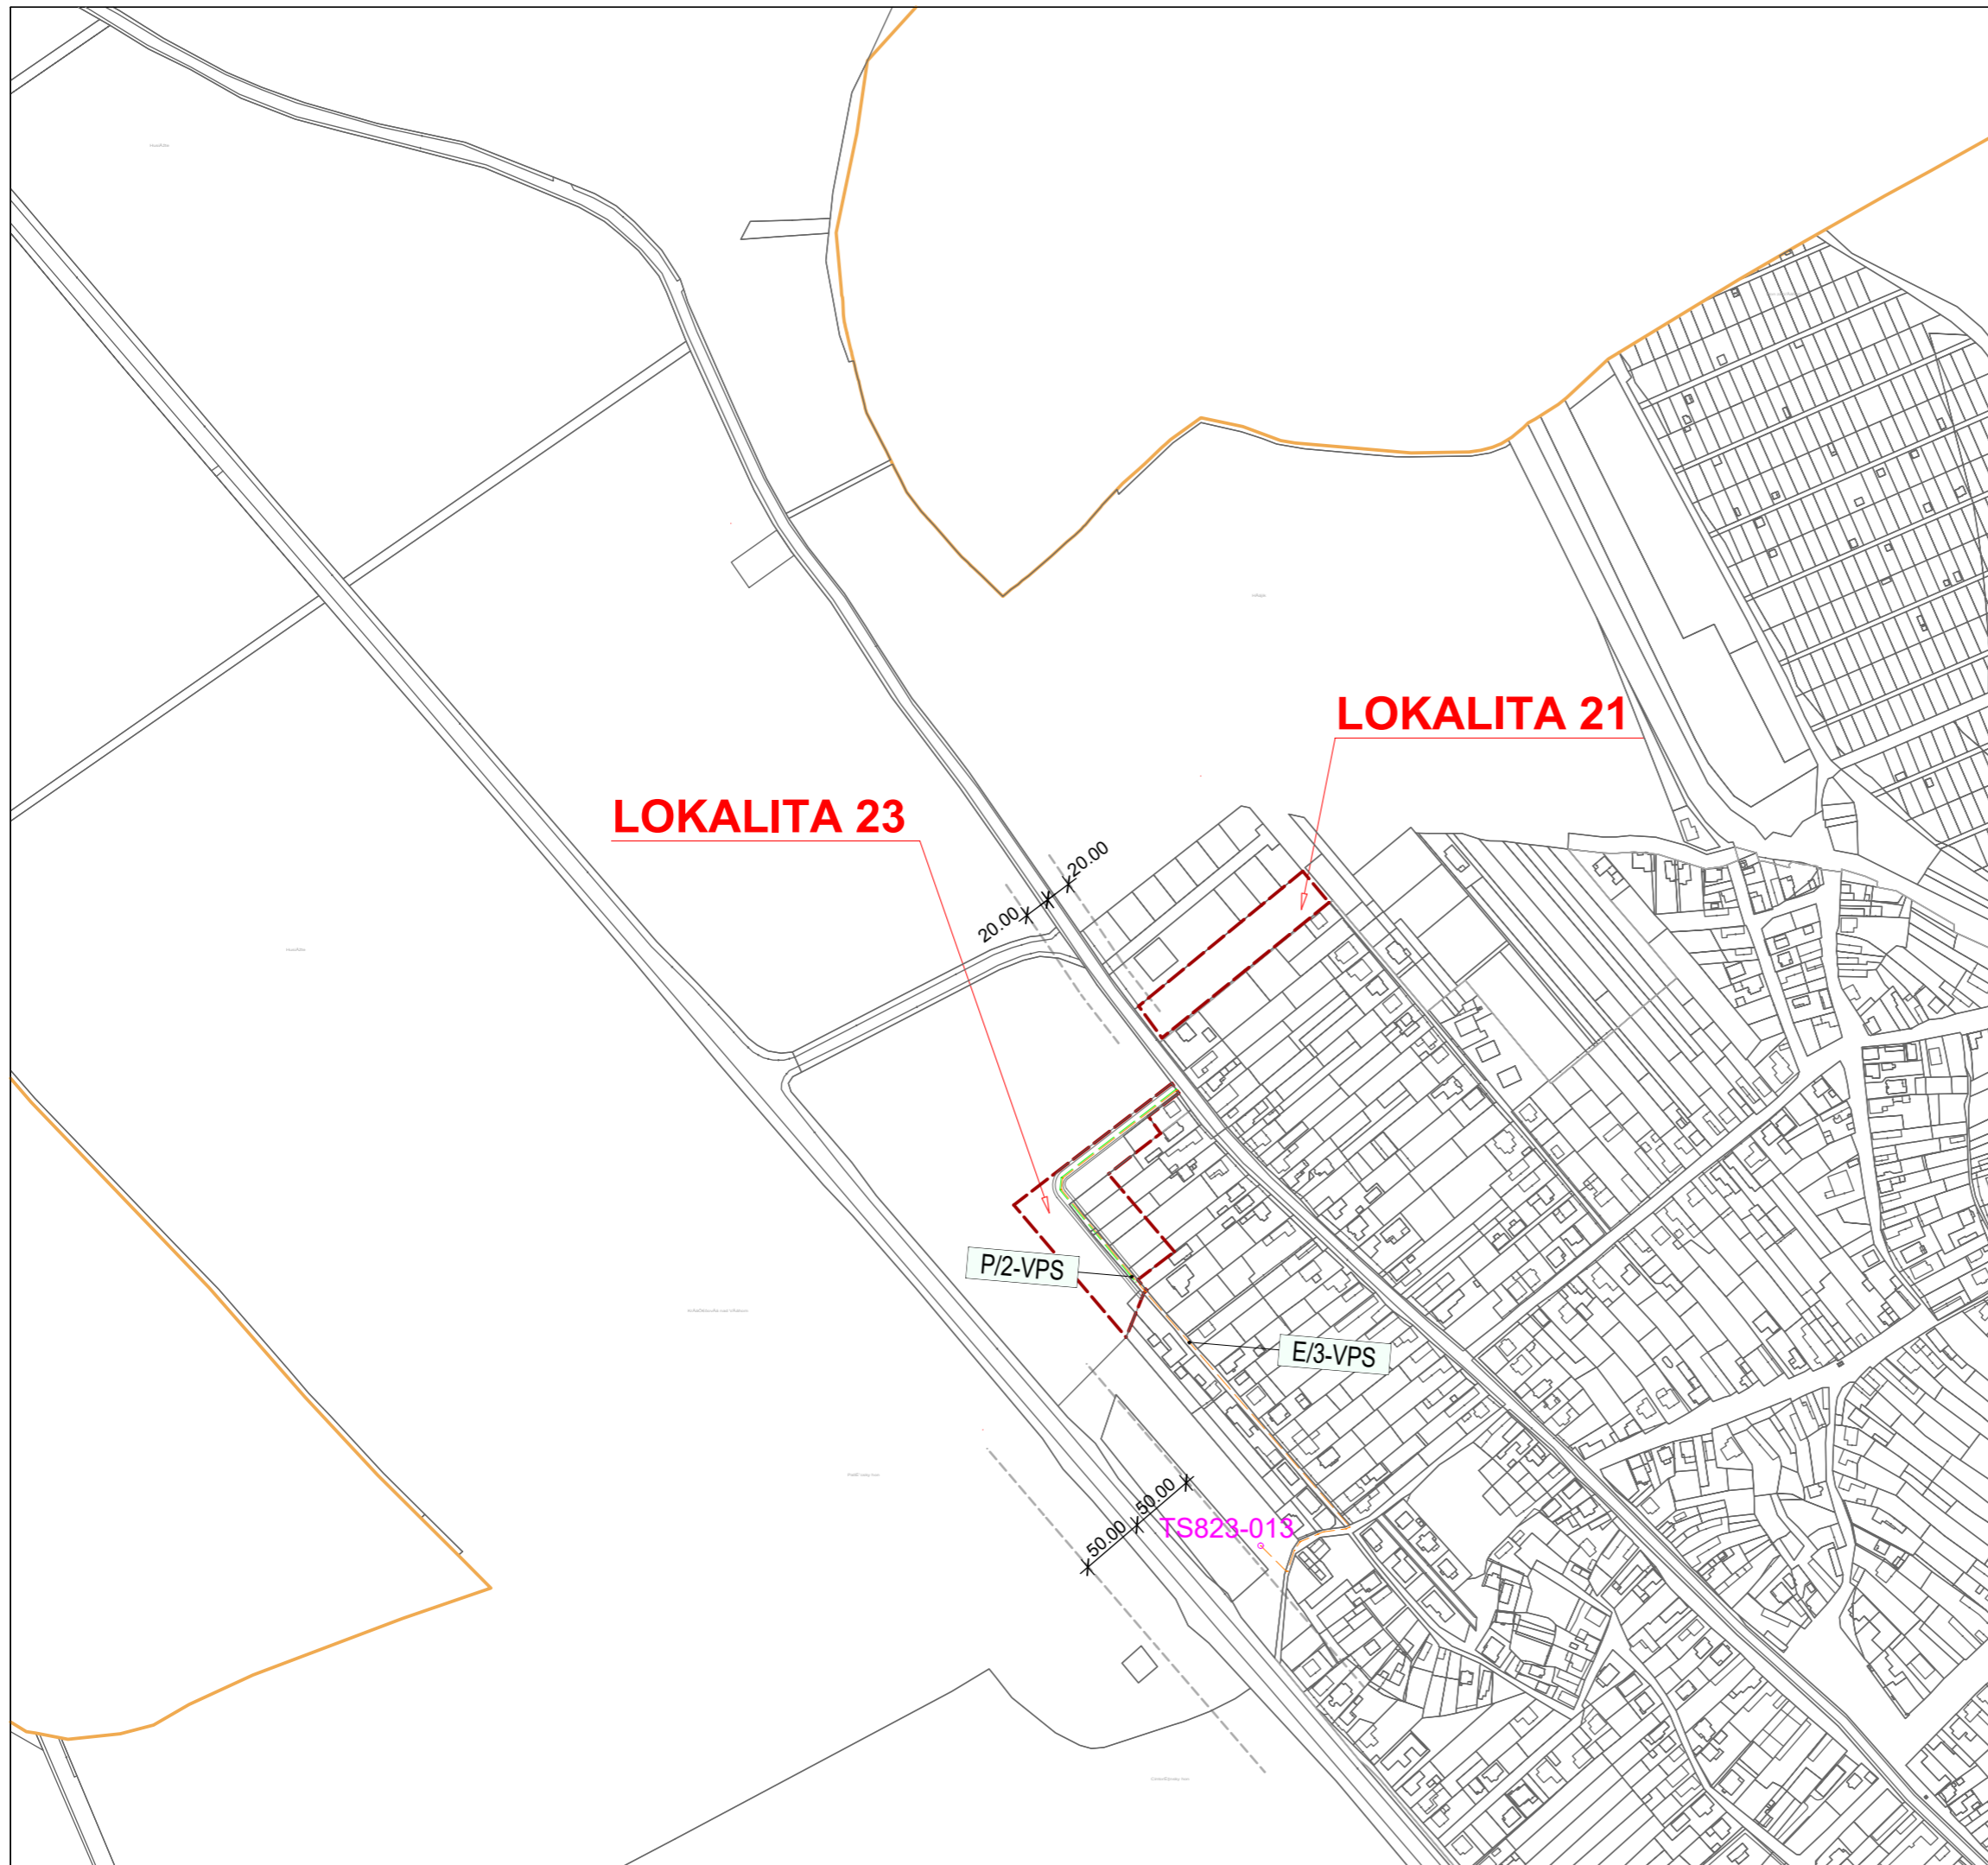 LOKALITA 21
LOKALITA 23
20.00
20.00
P/2-VPS
E/3-VPS
50.00
50.00
TS823-013